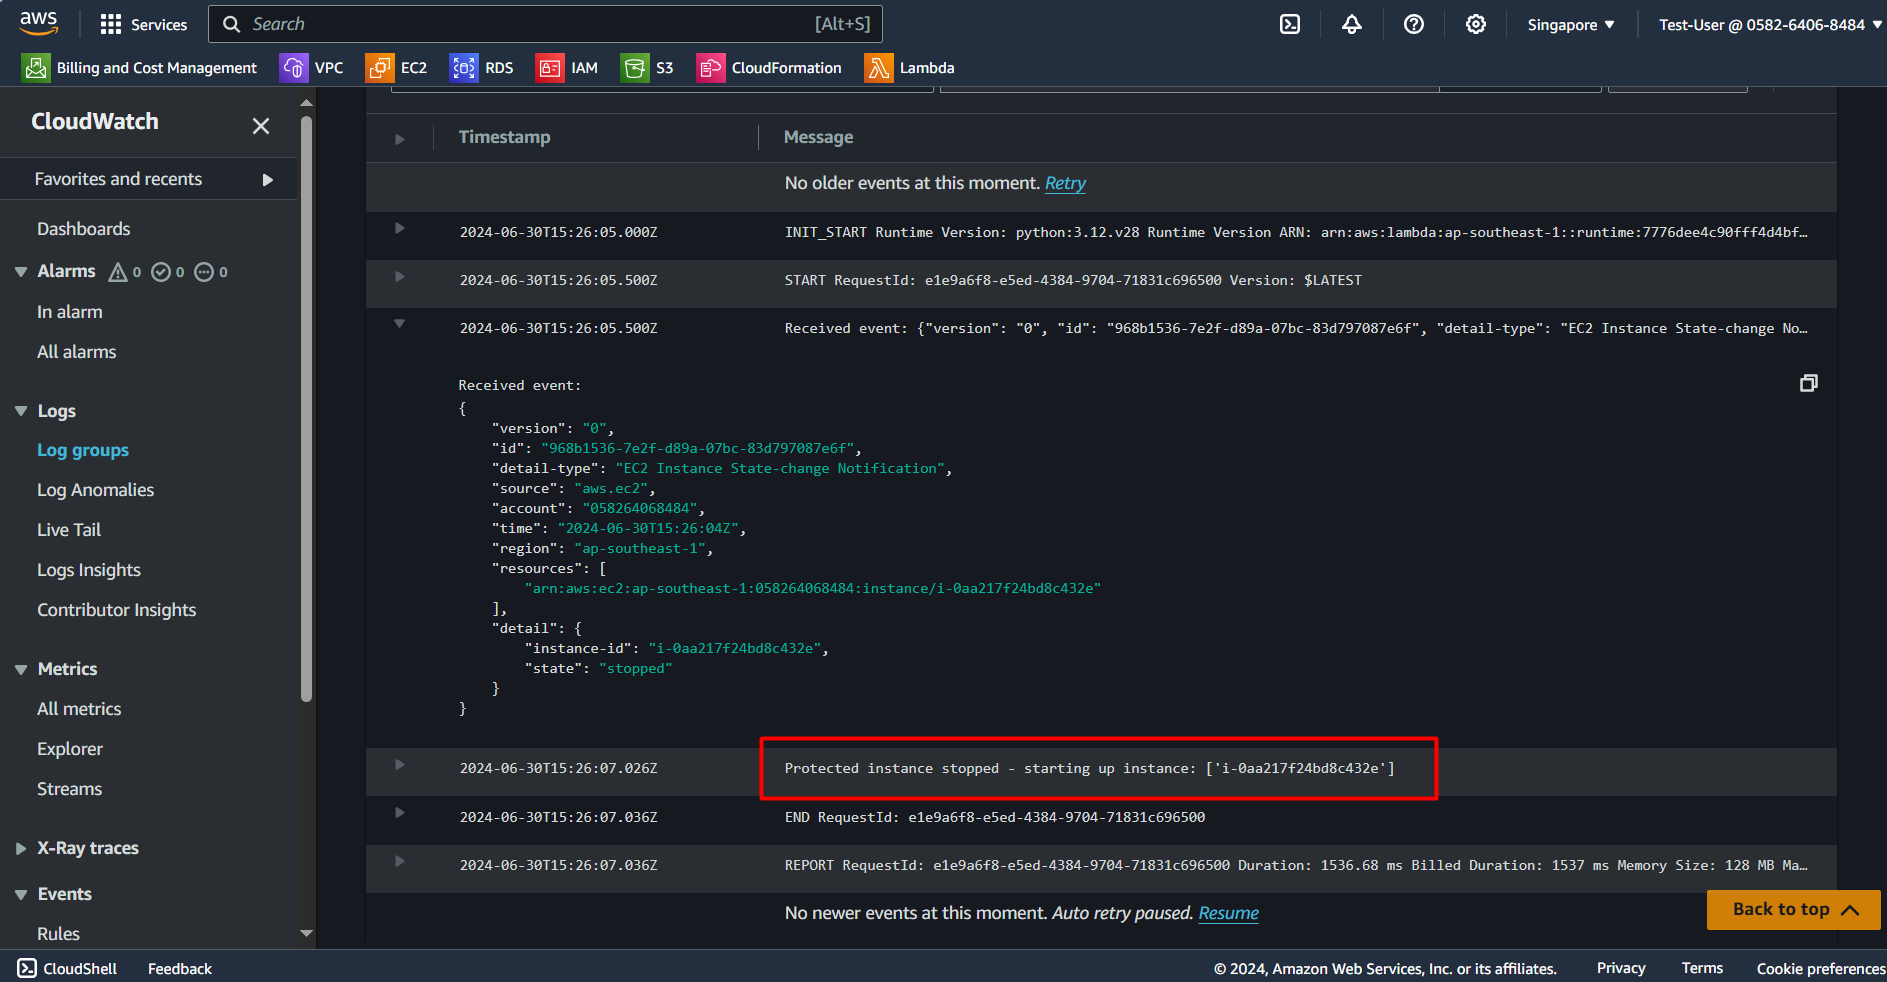 aws
Services
Search
[Alt+S]
Singapore
Test-User @ 0582-6406-8484
Billing and Cost Management
VPC
EC2
RDS
IAM
S3
CloudFormation
Lambda
CloudWatch
Favorites and recents
Dashboards
Alarms 0 0 0
In alarm
All alarms
Logs
Log groups
Log Anomalies
Live Tail
Logs Insights
Contributor Insights
Metrics
All metrics
Explorer
Streams
X-Ray traces
Events
Rules
Timestamp Message
No older events at this moment. Retry
2024-06-30T15:26:05.000Z INIT_START Runtime Version: python:3.12.v28 Runtime Version ARN: arn:aws:lambda:ap-southeast-1::runtime:7776dee4c90fff4d4bf…
2024-06-30T15:26:05.500Z START RequestId: e1e9a6f8-e5ed-4384-9704-71831c696500 Version: $LATEST
2024-06-30T15:26:05.500Z Received event: {"version": "0", "id": "968b1536-7e2f-d89a-07bc-83d797087e6f", "detail-type": "EC2 Instance State-change No…
Received event:
{
"version": "0",
"id": "968b1536-7e2f-d89a-07bc-83d797087e6f",
"detail-type": "EC2 Instance State-change Notification",
"source": "aws.ec2",
"account": "058264068484",
"time": "2024-06-30T15:26:04Z",
"region": "ap-southeast-1",
"resources": [
"arn:aws:ec2:ap-southeast-1:058264068484:instance/i-0aa217f24bd8c432e"
],
"detail": {
"instance-id": "i-0aa217f24bd8c432e",
"state": "stopped"
}
}
2024-06-30T15:26:07.026Z Protected instance stopped - starting up instance: ['i-0aa217f24bd8c432e']
2024-06-30T15:26:07.036Z END RequestId: e1e9a6f8-e5ed-4384-9704-71831c696500
2024-06-30T15:26:07.036Z REPORT RequestId: e1e9a6f8-e5ed-4384-9704-71831c696500 Duration: 1536.68 ms Billed Duration: 1537 ms Memory Size: 128 MB Ma…
No newer events at this moment. Auto retry paused. Resume
Back to top
CloudShell
Feedback
© 2024, Amazon Web Services, Inc. or its affiliates.
Privacy
Terms
Cookie preferences